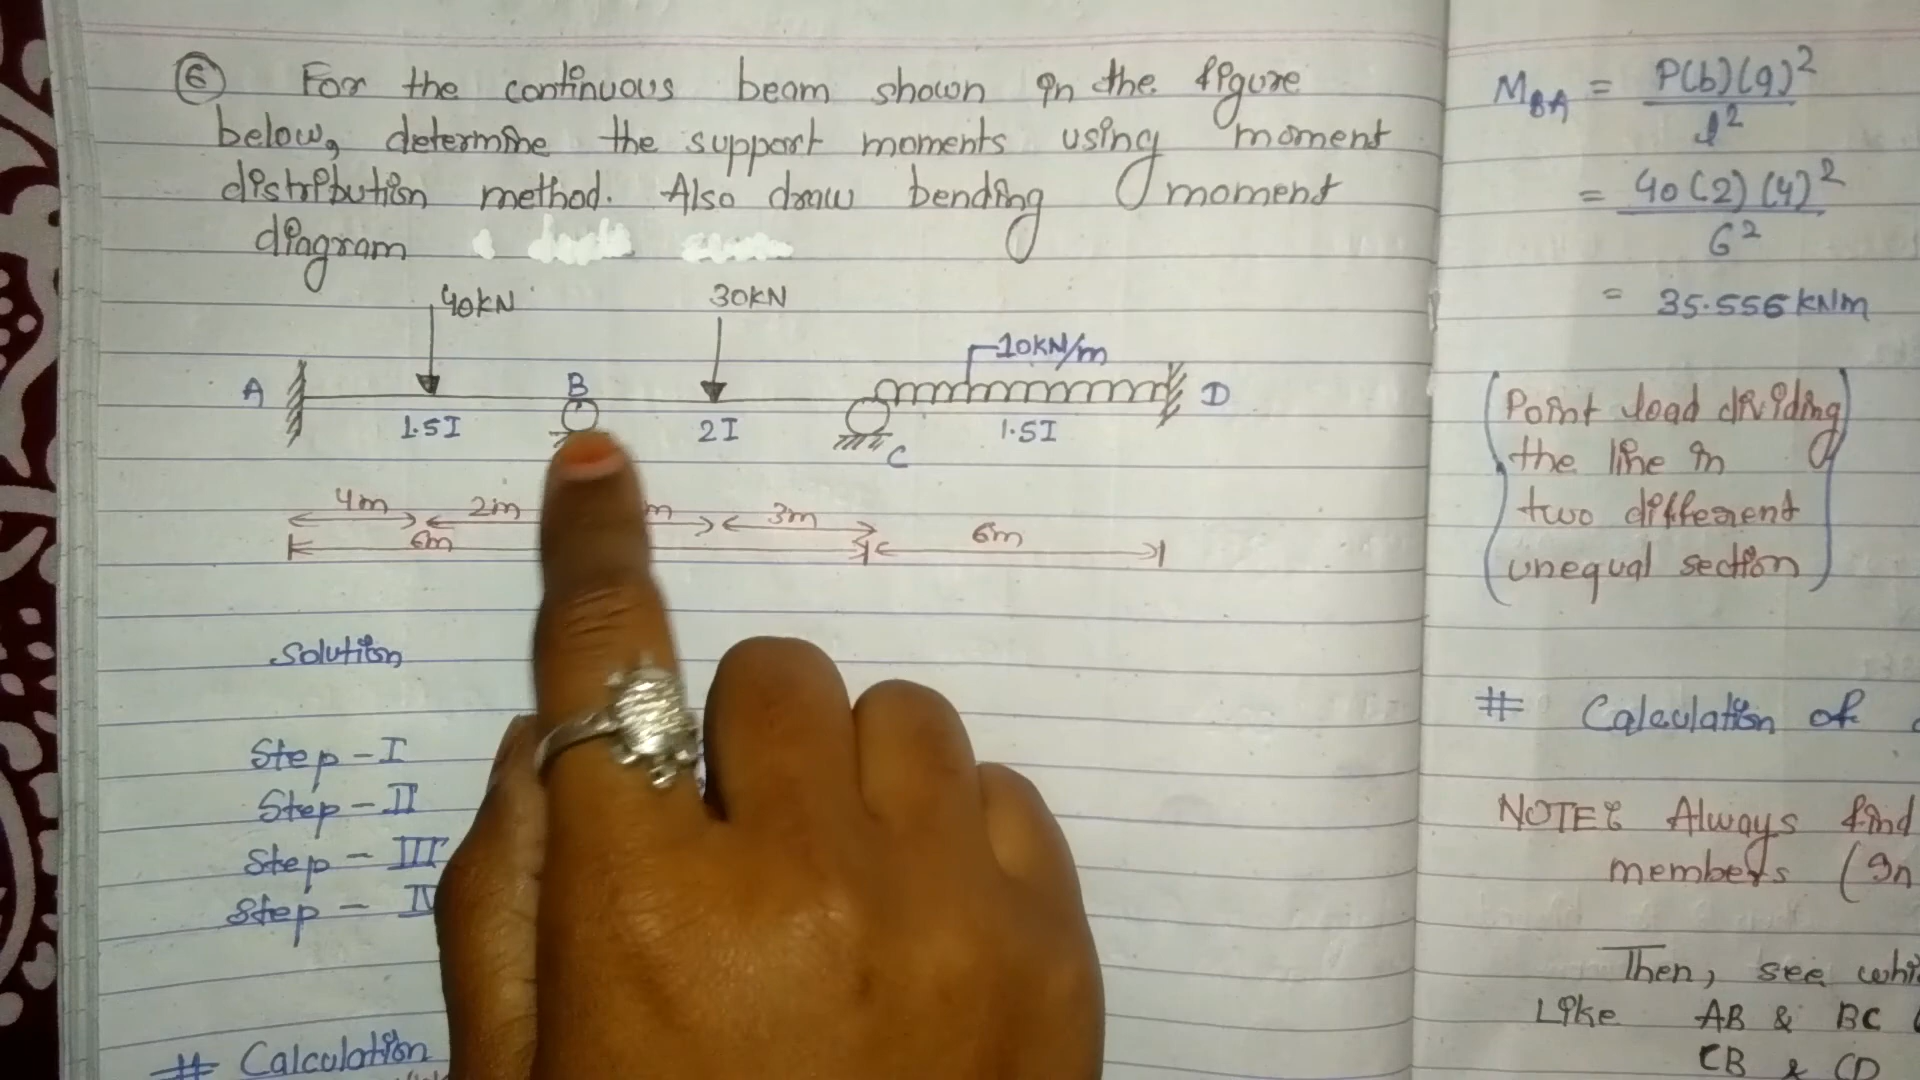 6 For the continuous beam shown in the figure
below, determine the support moments using moment
distribution method. Also draw bending moment
diagram
40kN
30KN
10kN/m
A
B
C
D
1.5I
2I
1.5I
4m
2m
m
3m
6m
6m
Solution
Step - I
Step - II
Step - III
Step -
# Calculation
MBA = P(b)(a)²
l²
= 40(2)(4)²
6²
= 35.556 kNm
(Point load dividing
the line in
two different
unequal section)
# Calculation of
NOTE: Always find
members (In
Then, see
Like AB & BC
CB & CD